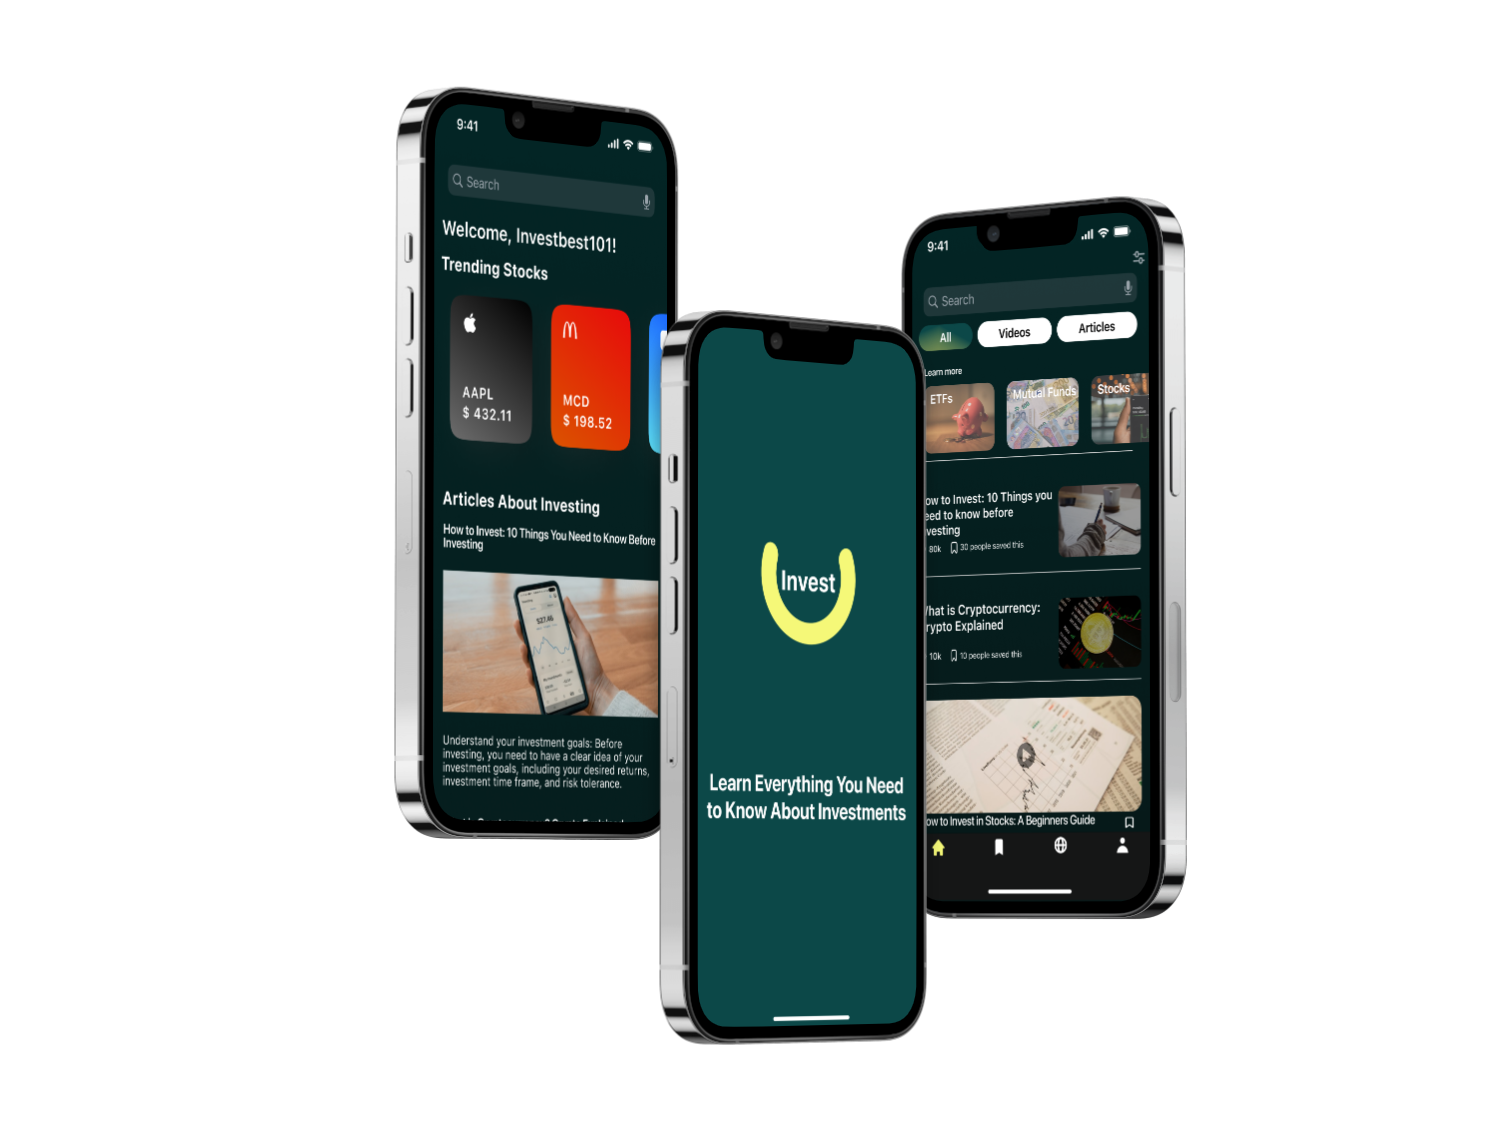 9:41
Search
Welcome, Investbest101!
Trending Stocks
AAPL
$ 432.11
MCD
$ 198.52
Articles About Investing
How to Invest: 10 Things You Need to Know Before
Investing
$27.46
Understand your investment goals: Before
investing, you need to have a clear idea of your
investment goals, including your desired returns,
investment time frame, and risk tolerance.
Invest
Learn Everything You Need
to Know About Investments
9:41
Search
All
Videos
Articles
Learn more
ETFs
Mutual Funds
Stocks
ow to Invest: 10 Things you
eed to know before
vesting
80k
30 people saved this
hat is Cryptocurrency:
rypto Explained
10k
10 people saved this
ow to Invest in Stocks: A Beginners Guide